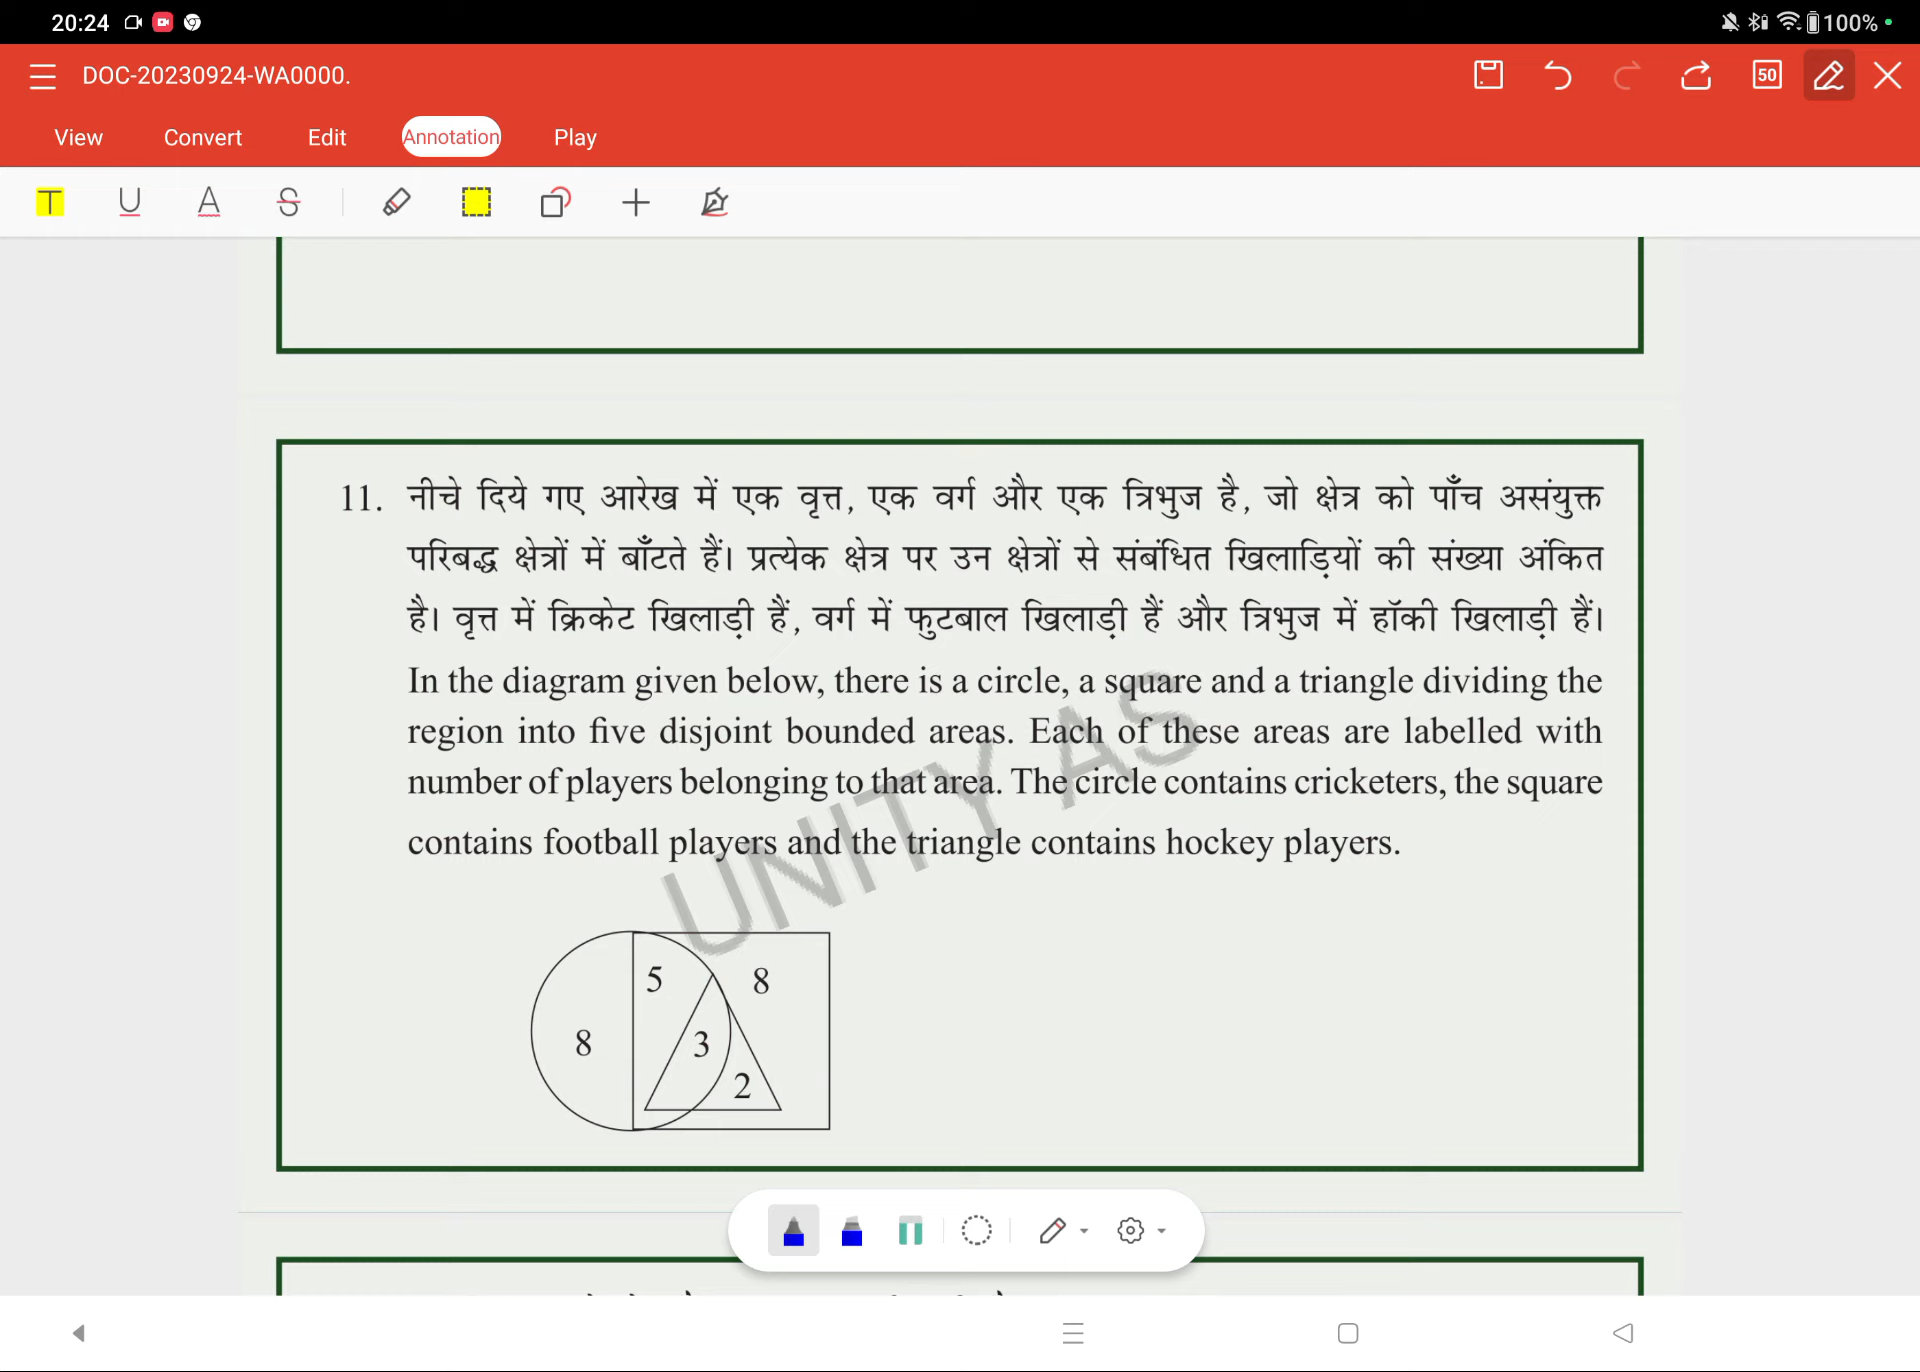 20:24
100%
DOC-20230924-WA0000.
50
View Convert Edit Annotation Play
T U A S
11. नीचे दिये गए आरेख में एक वृत्त, एक वर्ग और एक त्रिभुज है, जो क्षेत्र को पाँच असंयुक्त
परिबद्ध क्षेत्रों में बाँटते हैं। प्रत्येक क्षेत्र पर उन क्षेत्रों से संबंधित खिलाड़ियों की संख्या अंकित
है। वृत्त में क्रिकेट खिलाड़ी हैं, वर्ग में फुटबाल खिलाड़ी हैं और त्रिभुज में हॉकी खिलाड़ी हैं।
In the diagram given below, there is a circle, a square and a triangle dividing the
region into five disjoint bounded areas. Each of these areas are labelled with
number of players belonging to that area. The circle contains cricketers, the square
contains football players and the triangle contains hockey players.
UNITY AS
5 8
8 3
2